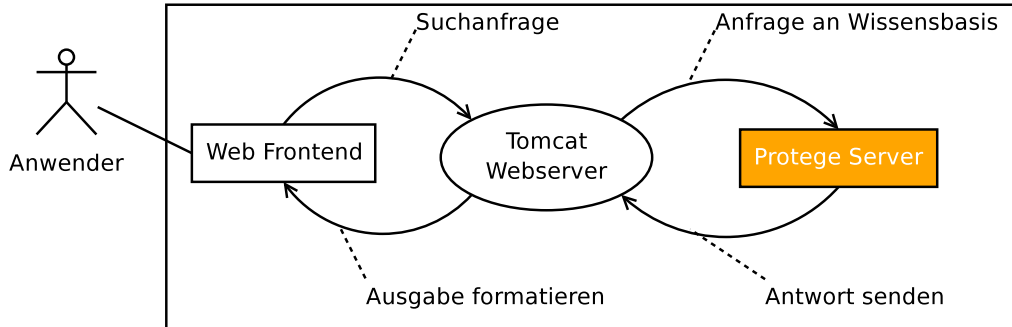 Suchanfrage
Anfrage an Wissensbasis
Anwender
Web Frontend
Tomcat
Webserver
Protege Server
Ausgabe formatieren
Antwort senden